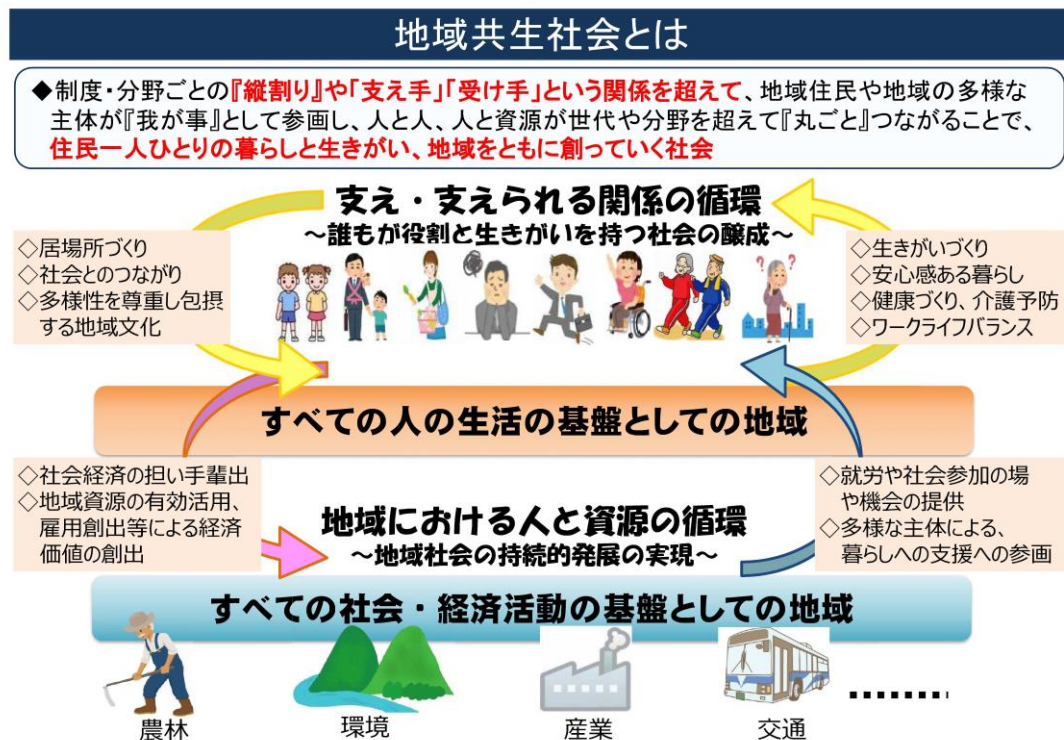 地域共生社会とは
◆制度・分野ごとの『縦割り』や「支え手」「受け手」という関係を超えて、地域住民や地域の多様な
主体が『我が事』として参画し、人と人、人と資源が世代や分野を超えて『丸ごと』つながることで、
住民一人ひとりの暮らしと生きがい、地域をともに創っていく社会
支え・支えられる関係の循環
～誰もが役割と生きがいを持つ社会の醸成～
◇居場所づくり
◇社会とのつながり
◇多様性を尊重し包摂
する地域文化
◇生きがいづくり
◇安心感ある暮らし
◇健康づくり、介護予防
◇ワークライフバランス
すべての人の生活の基盤としての地域
◇社会経済の担い手輩出
◇地域資源の有効活用、
雇用創出等による経済
価値の創出
地域における人と資源の循環
～地域社会の持続的発展の実現～
◇就労や社会参加の場
や機会の提供
◇多様な主体による、
暮らしへの支援への参画
すべての社会・経済活動の基盤としての地域
農林
環境
産業
交通